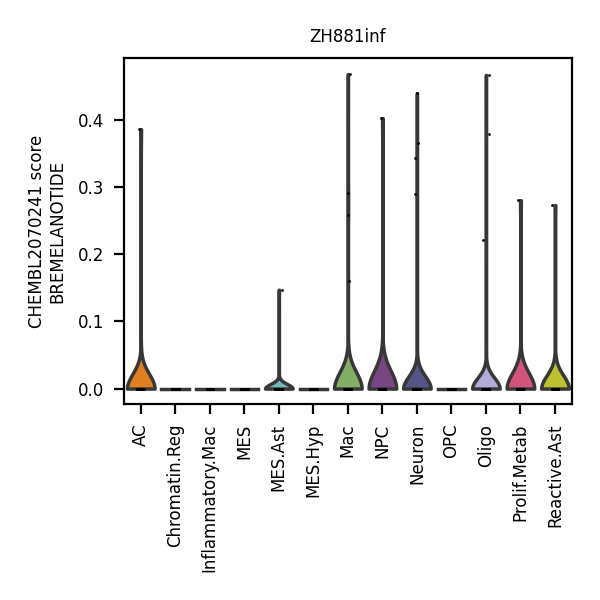 ZH881inf
CHEMBL2070241 score
BREMELANOTIDE
0.4
0.3
0.2
0.1
0.0
AC
Chromatin.Reg
Inflammatory.Mac
MES
MES.Ast
MES.Hyp
Mac
NPC
Neuron
OPC
Oligo
Prolif.Metab
Reactive.Ast